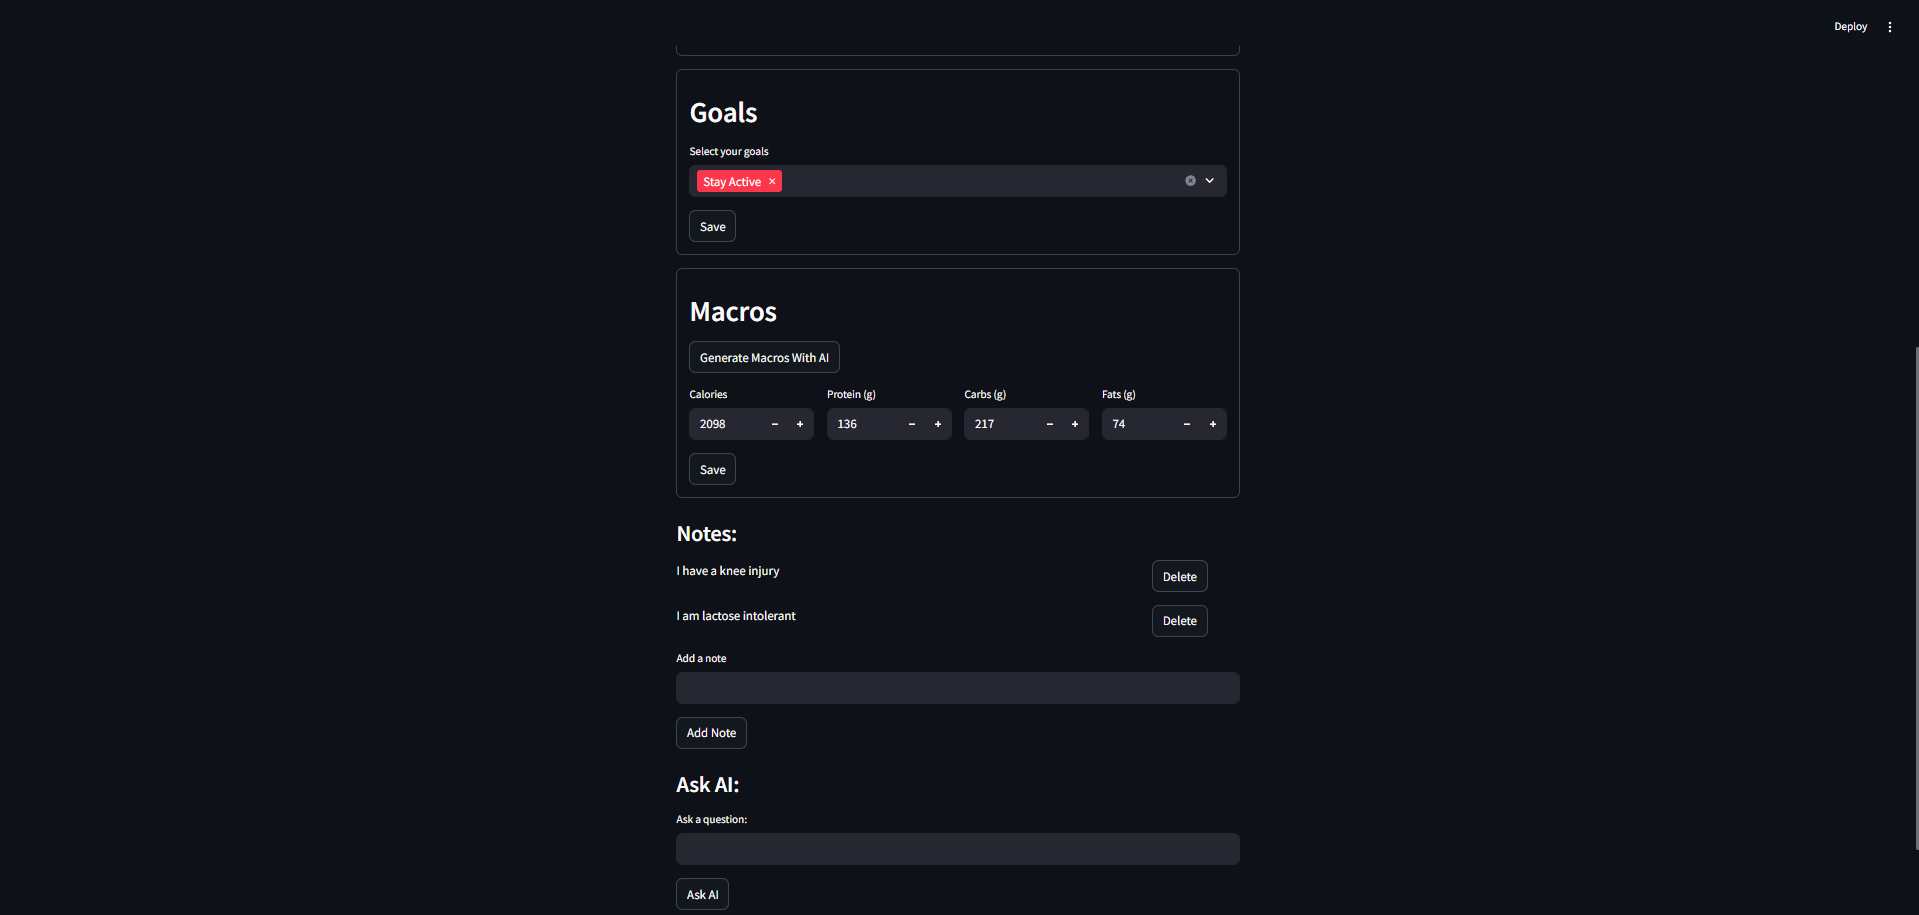 Deploy
Goals
Select your goals
Stay Active
Save
Macros
Generate Macros With AI
Calories Protein (g) Carbs (g) Fats (g)
2098 136 217 74
Save
Notes:
I have a knee injury
Delete
I am lactose intolerant
Delete
Add a note
Add Note
Ask AI:
Ask a question:
Ask AI